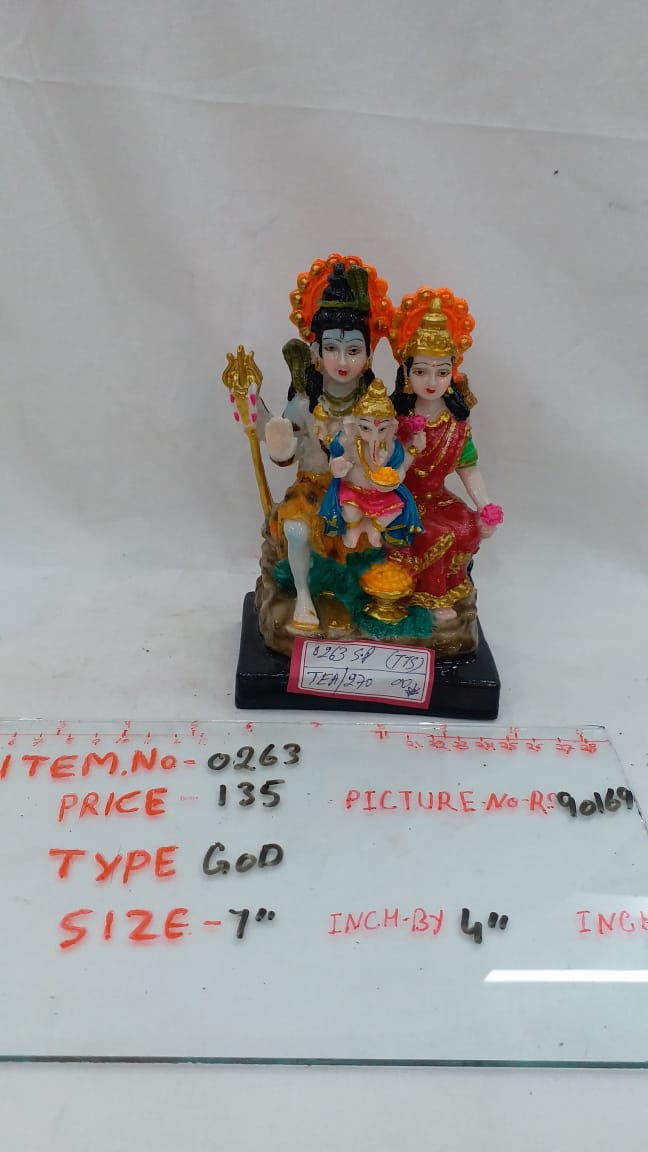 0263 S.P (TTS)
TEA/270 00
ITEM.No- 0263
PRICE - 135 PICTURE-No-RS 90169
TYPE GOD
SIZE - 7" INCH-BY 4" INCH